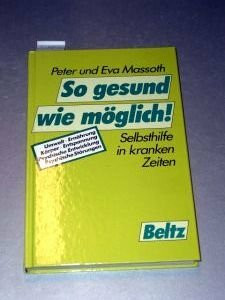 Peter und Eva Massoth
So gesund
wie möglich!
Selbsthilfe
in kranken
Zeiten
Umwelt · Ernährung
Körper · Entspannung
Psychische Entwicklung
Psychische Störungen
Beltz